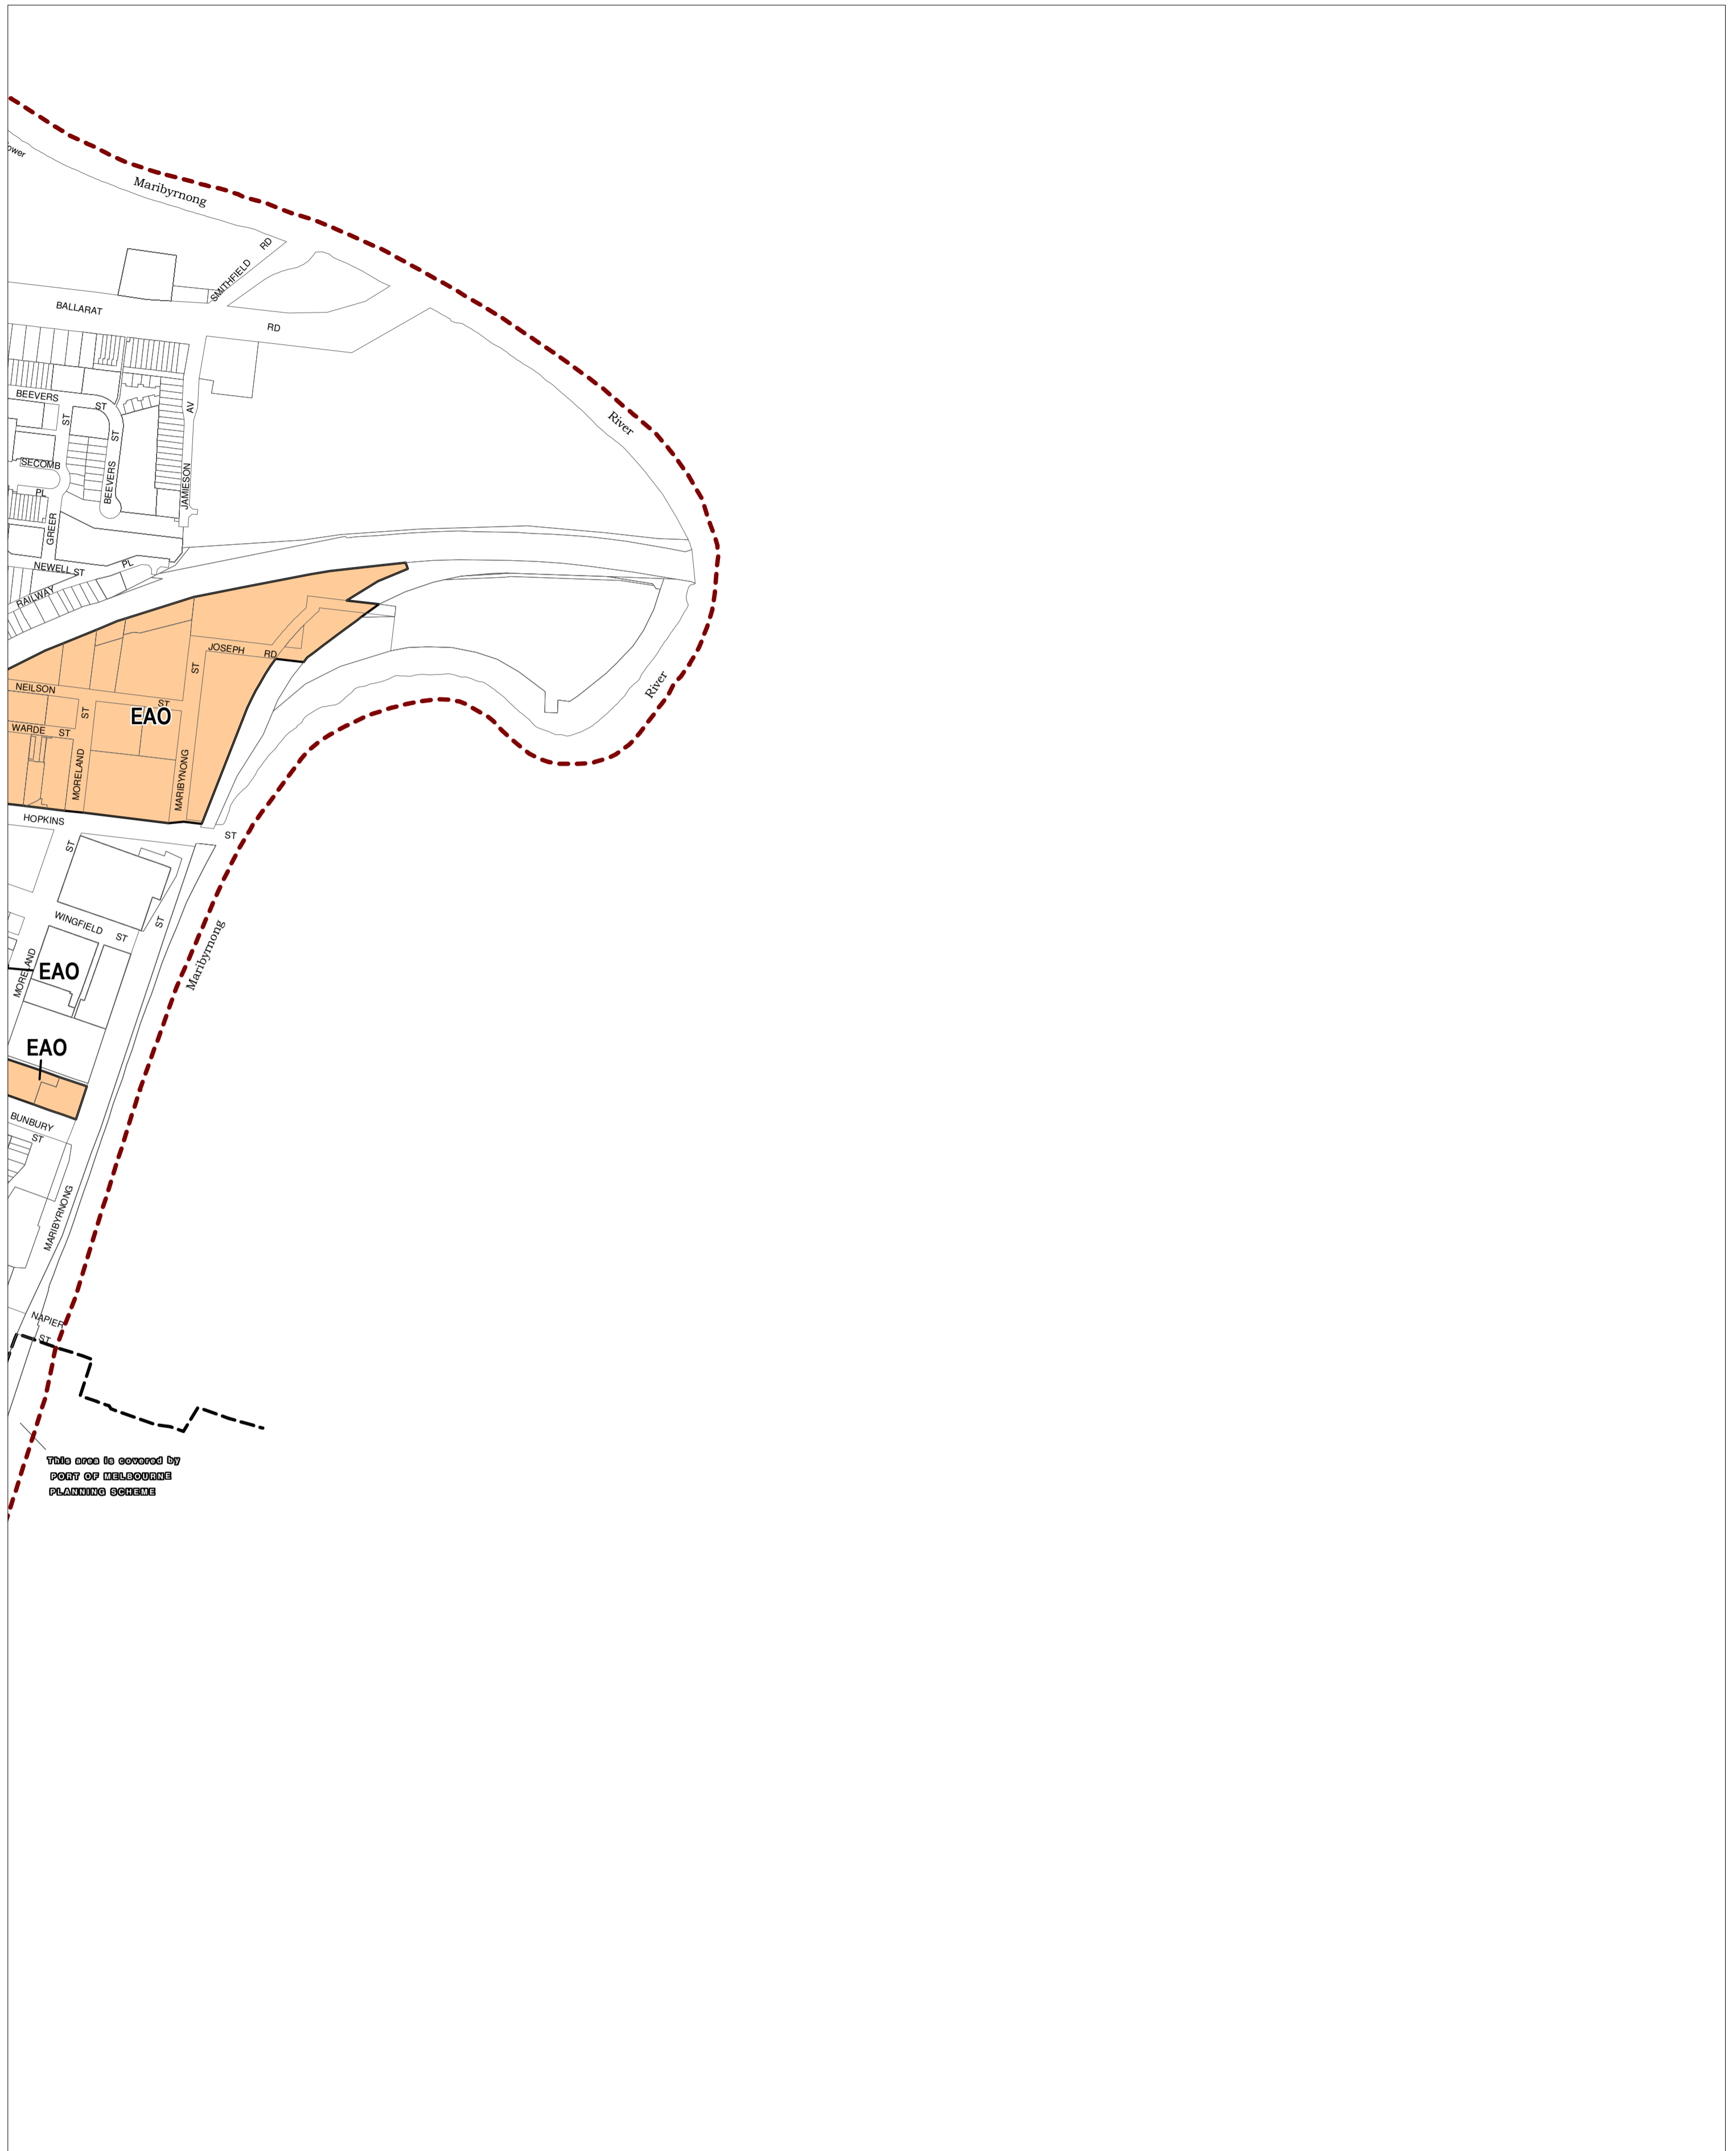 ower
Maribyrnong
SMITHFIELD RD
BALLARAT RD
BEEVERS ST
ST
ST
AV
River
SECOMB
PL
BEEVERS
JAMIESON
GREER
NEWELL ST
PL
RAILWAY
JOSEPH RD
ST
River
NEILSON ST
ST
EAO
WARDE ST
MORELAND
MARIBYNONG
HOPKINS ST
ST
WINGFIELD ST
ST
Maribyrnong
MORELAND
EAO
EAO
BUNBURY
ST
MARIBYRNONG
NAPIER
ST
This area is covered by
PORT OF MELBOURNE
PLANNING SCHEME